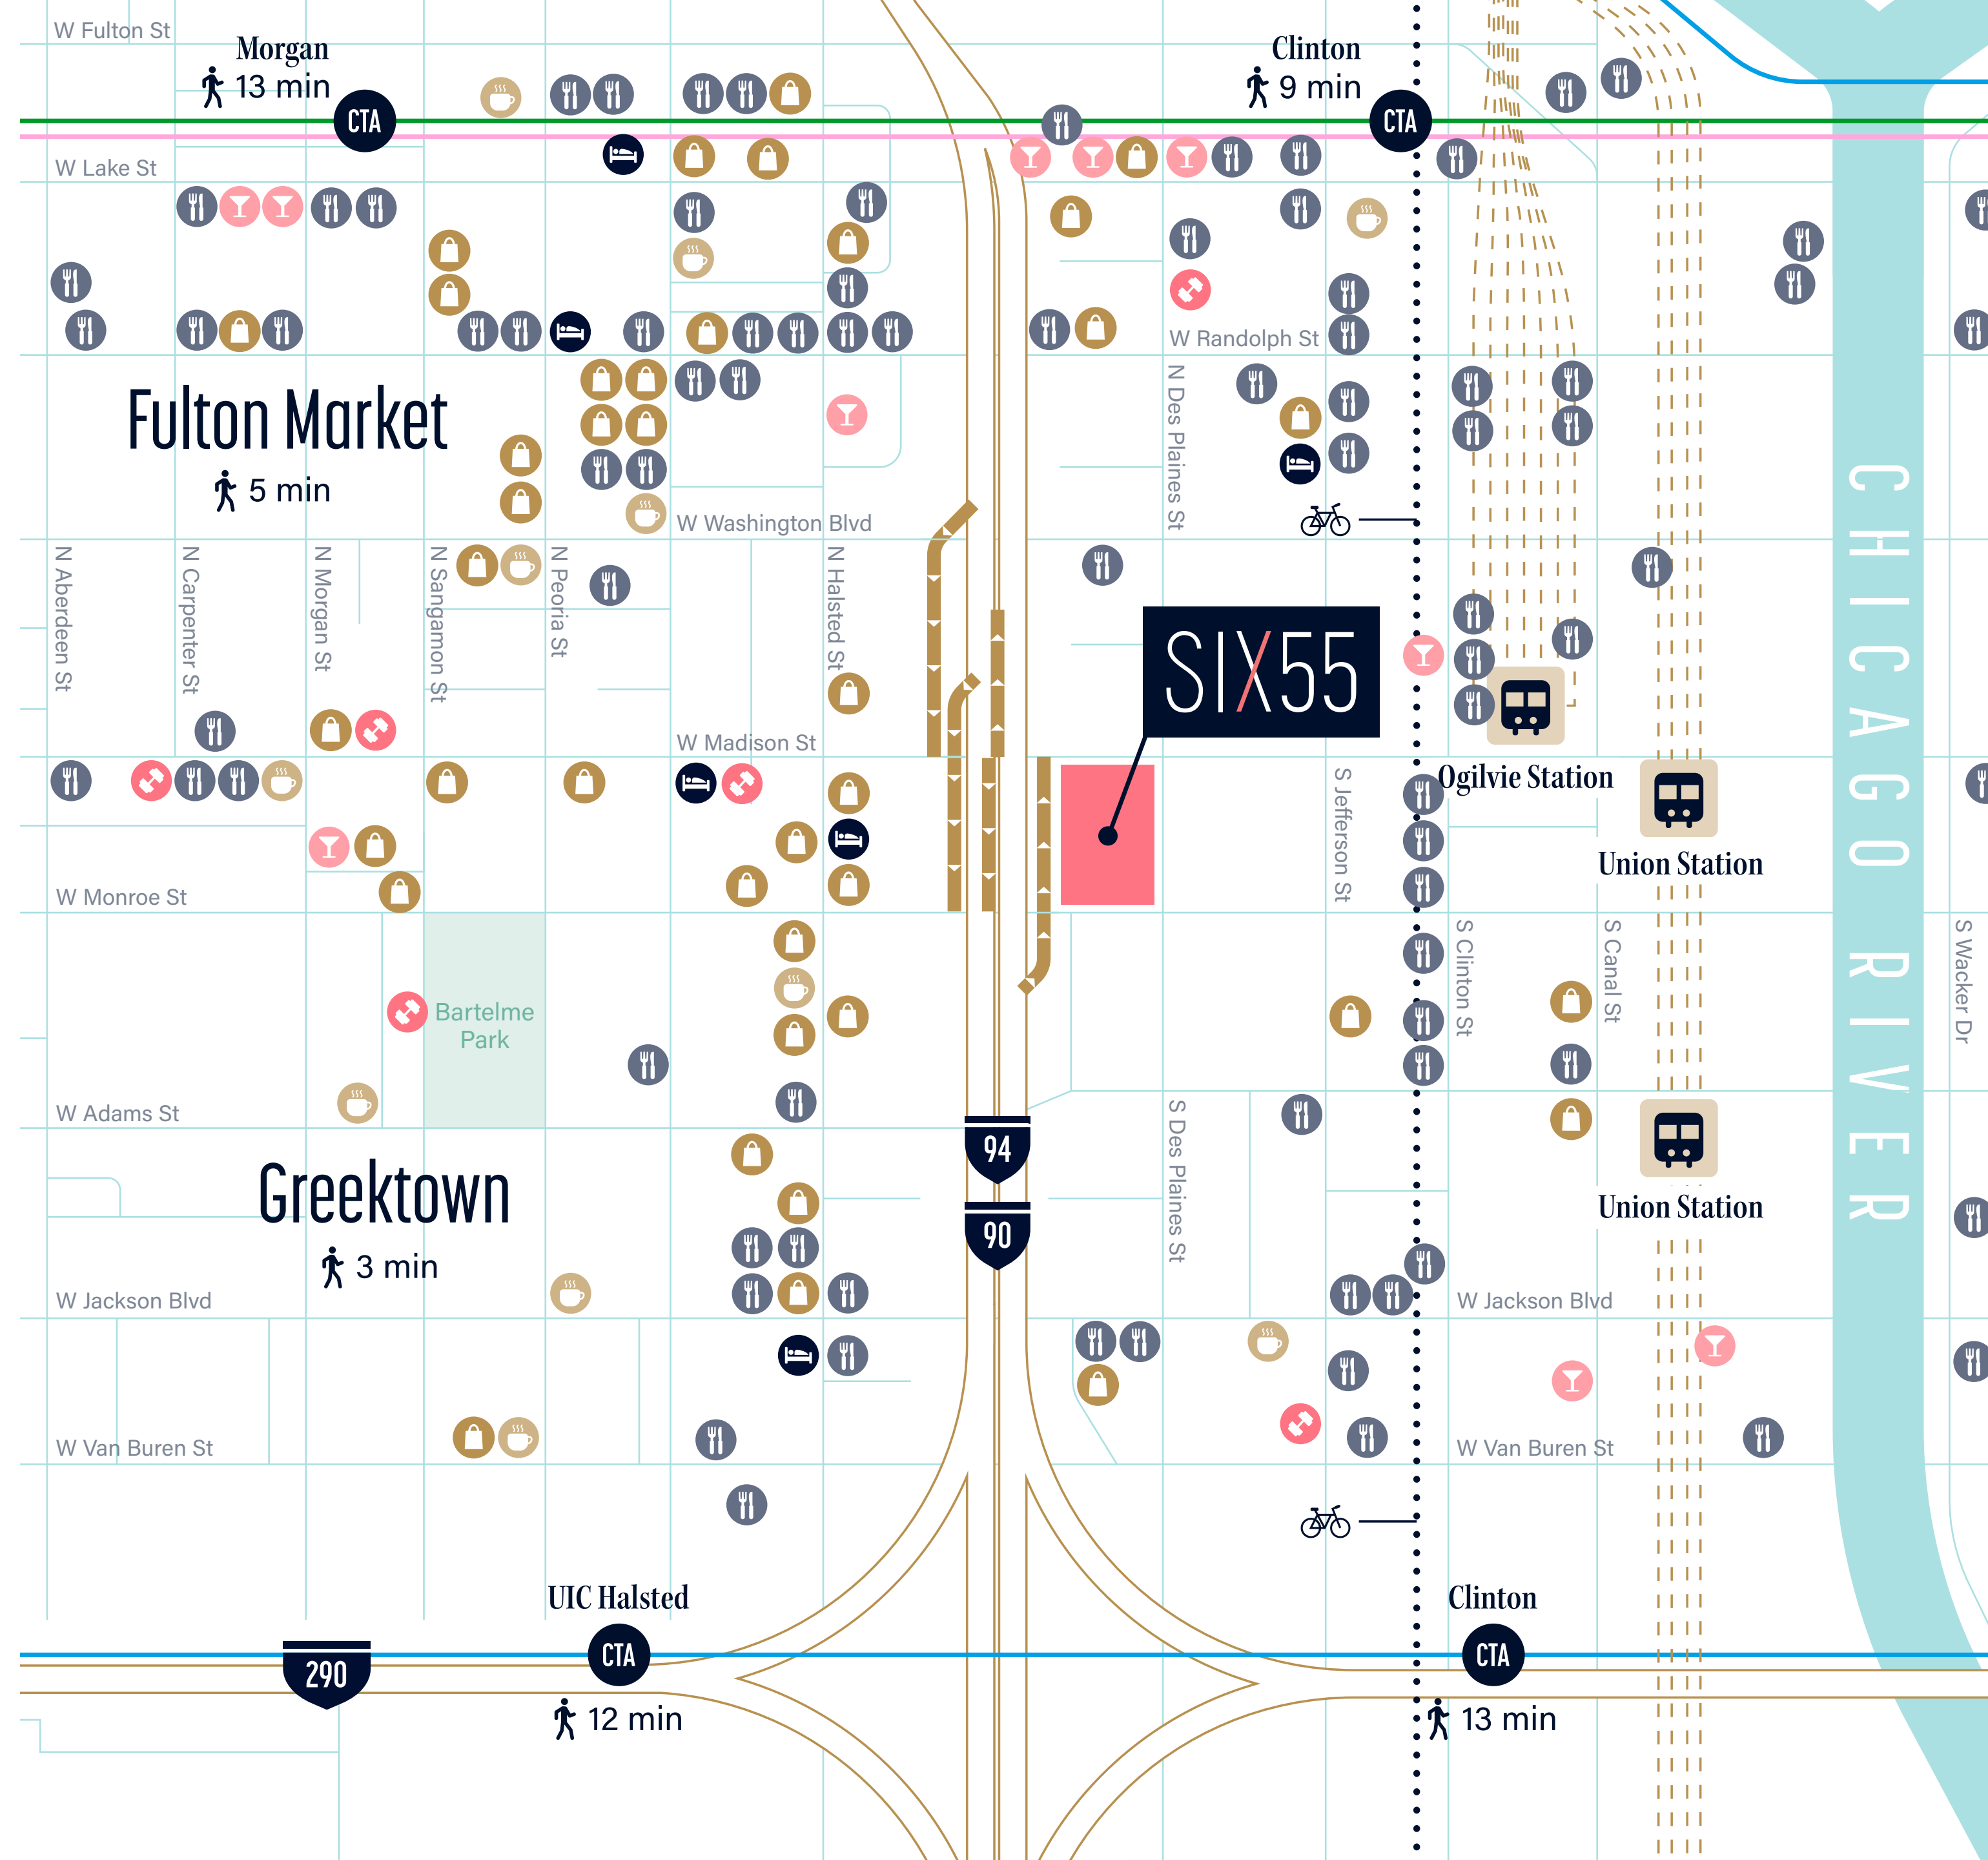 W Fulton St
Morgan
13 min
CTA
Clinton
9 min
CTA
W Lake St
W Randolph St
Fulton Market
5 min
N Des Plaines St
W Washington Blvd
N Aberdeen St
N Carpenter St
N Morgan St
N Sangamon St
N Peoria St
N Halsted St
SIX55
W Madison St
Ogilvie Station
S Jefferson St
Union Station
CHICAGO RIVER
W Monroe St
S Clinton St
S Canal St
S Wacker Dr
Bartelme
Park
W Adams St
S Des Plaines St
94
90
Union Station
Greektown
3 min
W Jackson Blvd
W Jackson Blvd
W Van Buren St
W Van Buren St
UIC Halsted
CTA
12 min
Clinton
CTA
13 min
290